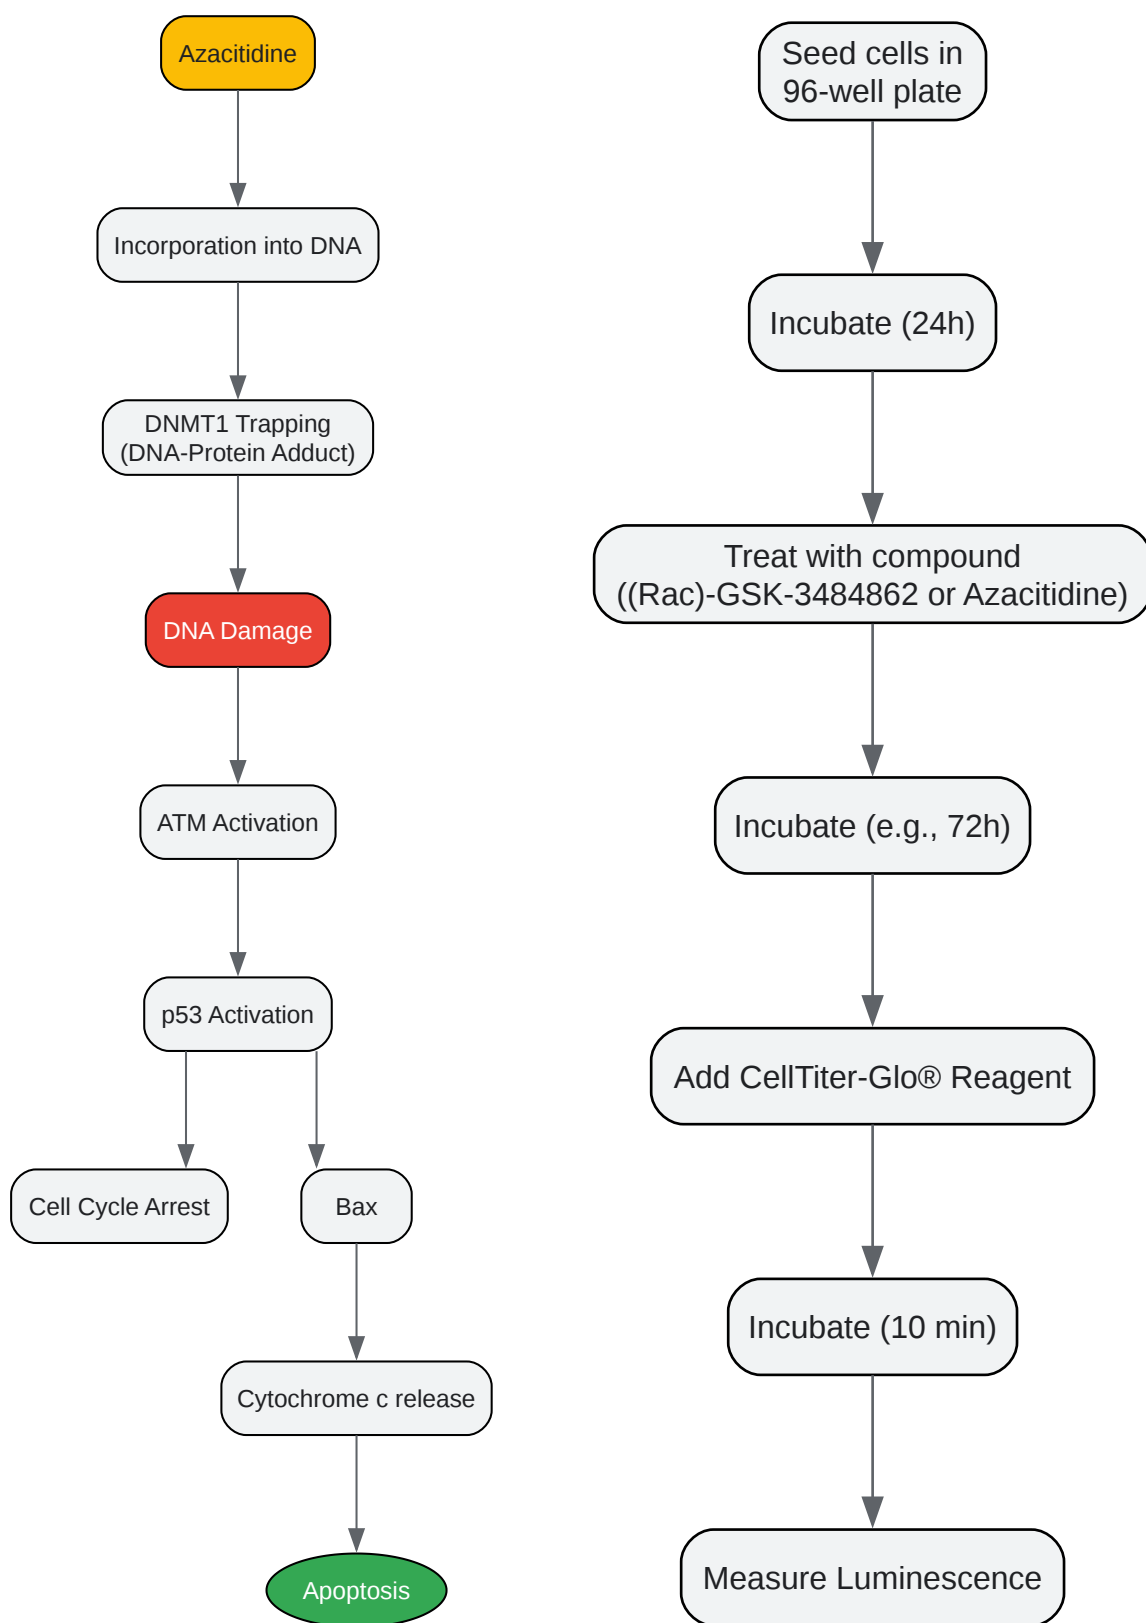 Azacitidine
Incorporation into DNA
DNMT1 Trapping
(DNA-Protein Adduct)
DNA Damage
ATM Activation
p53 Activation
Cell Cycle Arrest
Bax
Cytochrome c release
Apoptosis
Seed cells in
96-well plate
Incubate (24h)
Treat with compound
((Rac)-GSK-3484862 or Azacitidine)
Incubate (e.g., 72h)
Add CellTiter-Glo® Reagent
Incubate (10 min)
Measure Luminescence